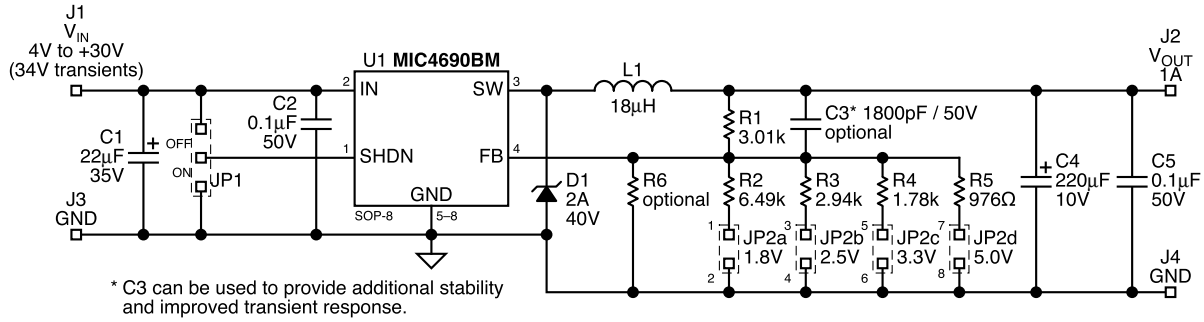 J1
VIN
4V to +30V
(34V transients)
C1
22µF
35V
+
OFF
ON
JP1
C2
0.1µF
50V
U1 MIC4690BM
2
IN
SW
3
1
SHDN
FB
4
GND
SOP-8
5–8
J3
GND
D1
2A
40V
L1
18µH
R1
3.01k
C3* 1800pF / 50V
optional
R6
optional
R2
6.49k
R3
2.94k
R4
1.78k
R5
976Ω
1
JP2a
1.8V
2
3
JP2b
2.5V
4
5
JP2c
3.3V
6
7
JP2d
5.0V
8
+
C4
220µF
10V
C5
0.1µF
50V
J2
VOUT
1A
J4
GND
* C3 can be used to provide additional stability
and improved transient response.